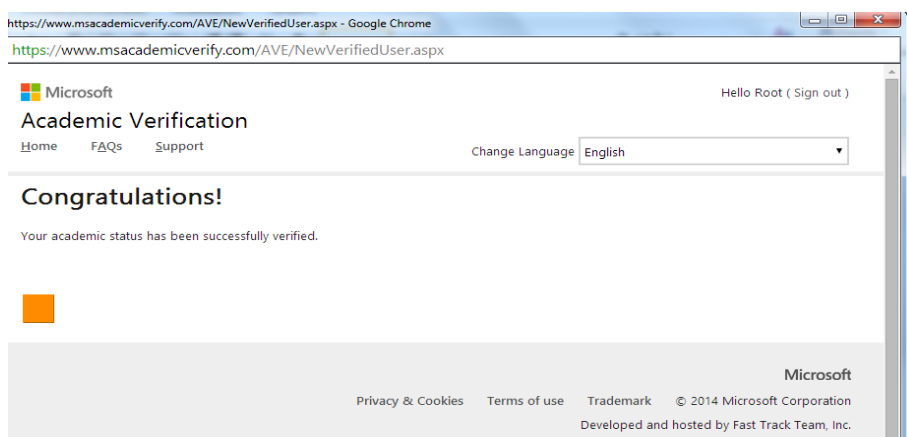 https://www.msacademicverify.com/AVE/NewVerifiedUser.aspx - Google Chrome
https://www.msacademicverify.com/AVE/NewVerifiedUser.aspx
Microsoft
Hello Root ( Sign out )
Academic Verification
Home FAQs Support
Change Language English
Congratulations!
Your academic status has been successfully verified.
Microsoft
Privacy & Cookies Terms of use Trademark © 2014 Microsoft Corporation
Developed and hosted by Fast Track Team, Inc.